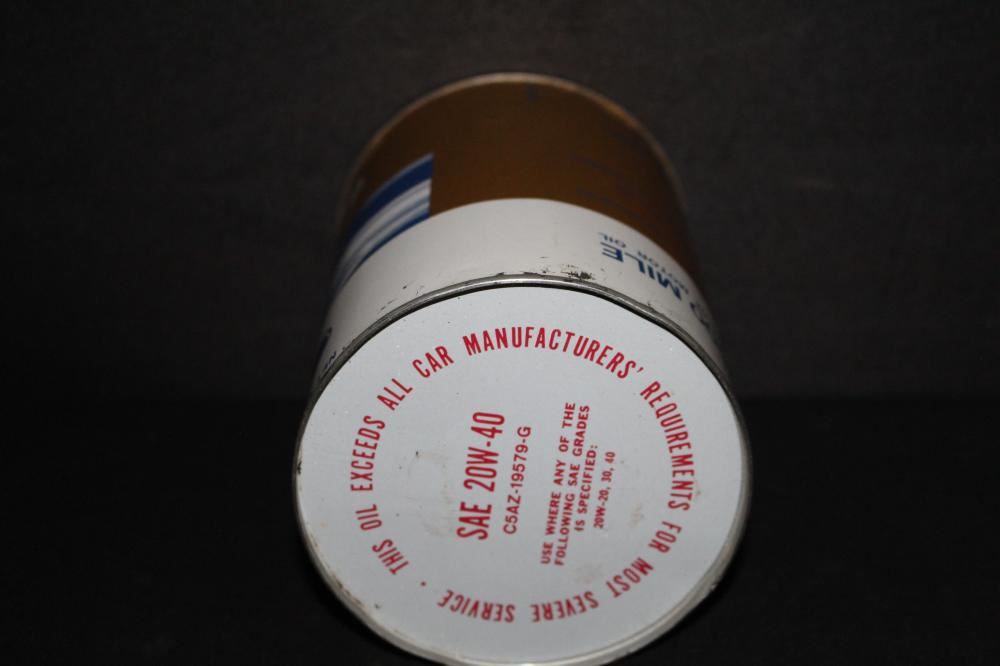 THIS OIL EXCEEDS ALL CAR MANUFACTURERS' REQUIREMENTS FOR MOST SEVERE SERVICE •
SAE 20W-40
C5AZ-19579-G
USE WHERE ANY OF THE
FOLLOWING SAE GRADES
IS SPECIFIED:
20W-20, 30, 40
MILE
MOTOR OIL